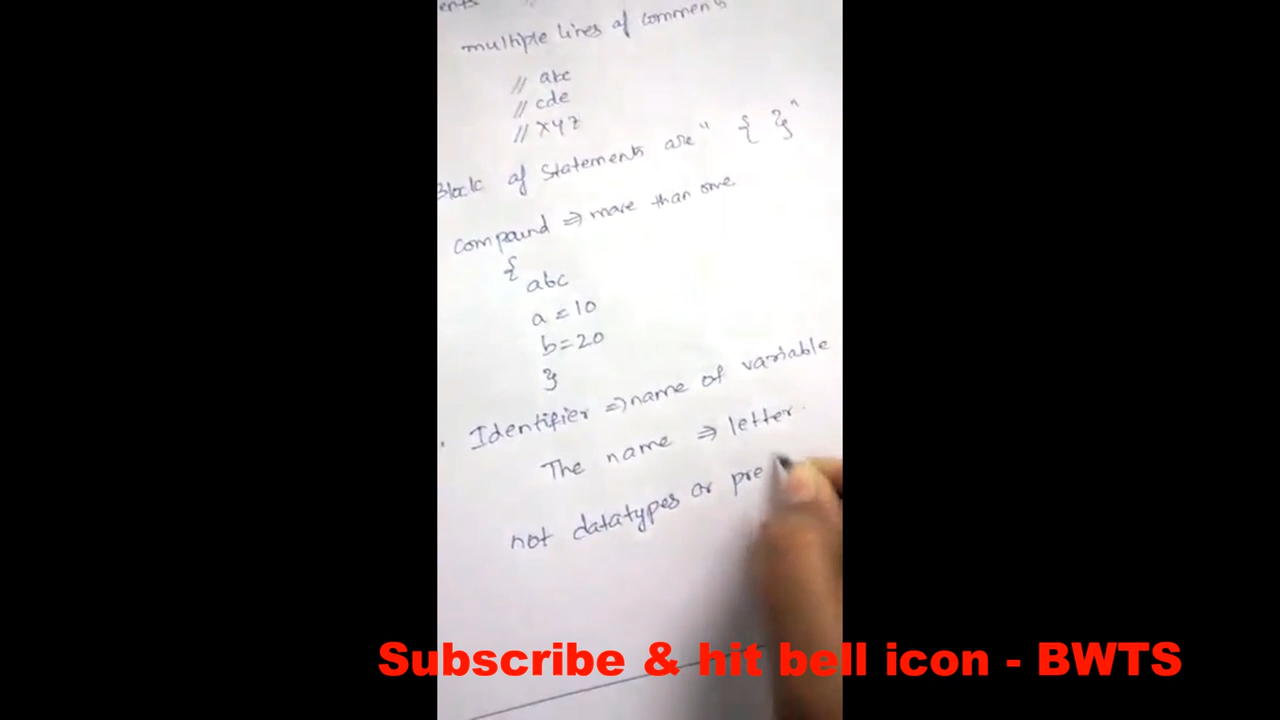 ents
multiple lines of comments
// abc
// cde
// xyz
Block of statements are " { } "
compound => more than one
{
abc
a = 10
b = 20
}
. Identifier => name of variable
The name => letter.
not datatypes or pre
Subscribe & hit bell icon - BWTS